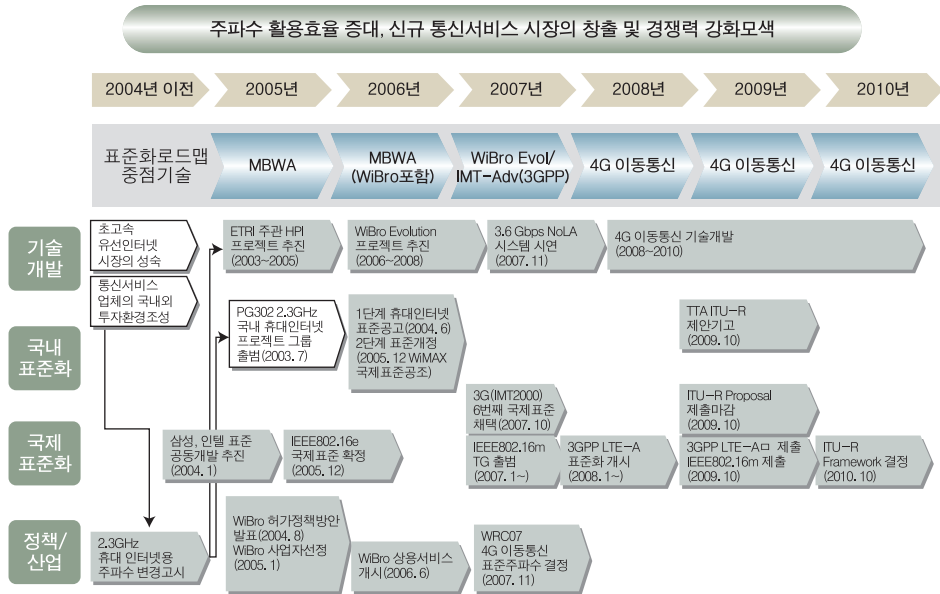 주파수 활용효율 증대, 신규 통신서비스 시장의 창출 및 경쟁력 강화모색
2004년 이전
2005년
2006년
2007년
2008년
2009년
2010년
표준화로드맵
중점기술
MBWA
MBWA
(WiBro포함)
WiBro Evol/
IMT-Adv(3GPP)
4G 이동통신
4G 이동통신
4G 이동통신
기술
개발
초고속
유선인터넷
시장의 성숙
통신서비스
업체의 국내외
투자환경조성
ETRI 주관 HPI
프로젝트 추진
(2003~2005)
WiBro Evolution
프로젝트 추진
(2006~2008)
3.6 Gbps NoLA
시스템 시연
(2007. 11)
4G 이동통신 기술개발
(2008~2010)
국내
표준화
PG302 2.3GHz
국내 휴대인터넷
프로젝트 그룹
출범(2003. 7)
1단계 휴대인터넷
표준공고(2004. 6)
2단계 표준개정
(2005. 12 WiMAX
국제표준공조)
TTA ITU-R
제안기고
(2009. 10)
국제
표준화
삼성, 인텔 표준
공동개발 추진
(2004. 1)
IEEE802.16e
국제표준 확정
(2005. 12)
3G(IMT2000)
6번째 국제표준
채택(2007. 10)
IEEE802.16m
TG 출범
(2007. 1~)
3GPP LTE-A
표준화 개시
(2008. 1~)
ITU-R Proposal
제출마감
(2009. 10)
3GPP LTE-A ㅁ 제출
IEEE802.16m 제출
(2009. 10)
ITU-R
Framework 결정
(2010. 10)
정책/
산업
2.3GHz
휴대 인터넷용
주파수 변경고시
WiBro 허가정책방안
발표(2004. 8)
WiBro 사업자선정
(2005. 1)
WiBro 상용서비스
개시(2006. 6)
WRC07
4G 이동통신
표준주파수 결정
(2007. 11)